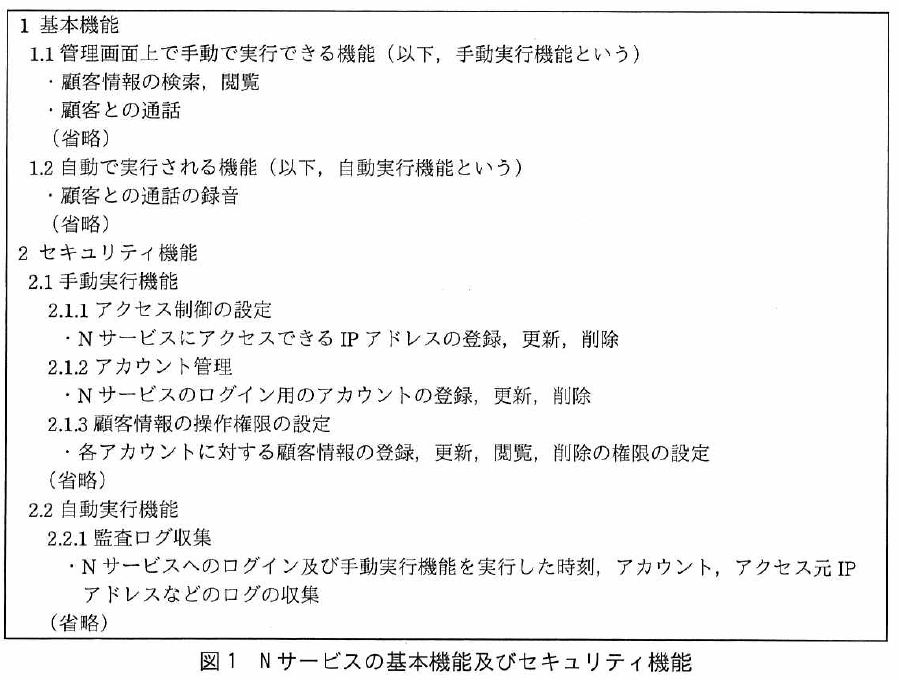 1 基本機能
1.1 管理画面上で手動で実行できる機能（以下，手動実行機能という）
・顧客情報の検索，閲覧
・顧客との通話
（省略）
1.2 自動で実行される機能（以下，自動実行機能という）
・顧客との通話の録音
（省略）
2 セキュリティ機能
2.1 手動実行機能
2.1.1 アクセス制御の設定
・N サービスにアクセスできる IP アドレスの登録，更新，削除
2.1.2 アカウント管理
・N サービスのログイン用のアカウントの登録，更新，削除
2.1.3 顧客情報の操作権限の設定
・各アカウントに対する顧客情報の登録，更新，閲覧，削除の権限の設定
（省略）
2.2 自動実行機能
2.2.1 監査ログ収集
・N サービスへのログイン及び手動実行機能を実行した時刻，アカウント，アクセス元 IP
アドレスなどのログの収集
（省略）
図1 N サービスの基本機能及びセキュリティ機能